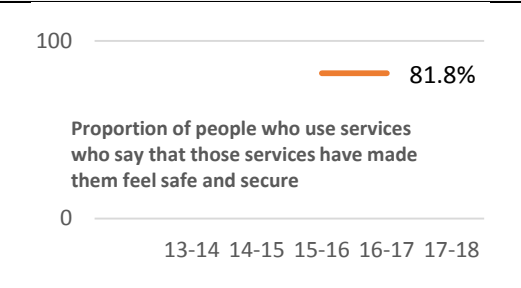 100
81.8%
Proportion of people who use services
who say that those services have made
them feel safe and secure
0
13-14 14-15 15-16 16-17 17-18